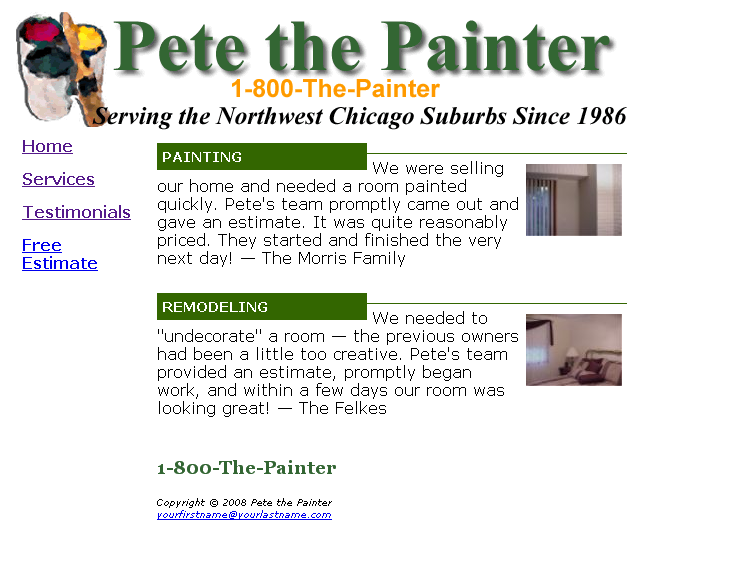 Pete the Painter
1-800-The-Painter
Serving the Northwest Chicago Suburbs Since 1986
Home
Services
Testimonials
Free
Estimate
PAINTING
We were selling
our home and needed a room painted
quickly. Pete's team promptly came out and
gave an estimate. It was quite reasonably
priced. They started and finished the very
next day! — The Morris Family
REMODELING
We needed to
"undecorate" a room — the previous owners
had been a little too creative. Pete's team
provided an estimate, promptly began
work, and within a few days our room was
looking great! — The Felkes
1-800-The-Painter
Copyright © 2008 Pete the Painter
yourfirstname@yourlastname.com